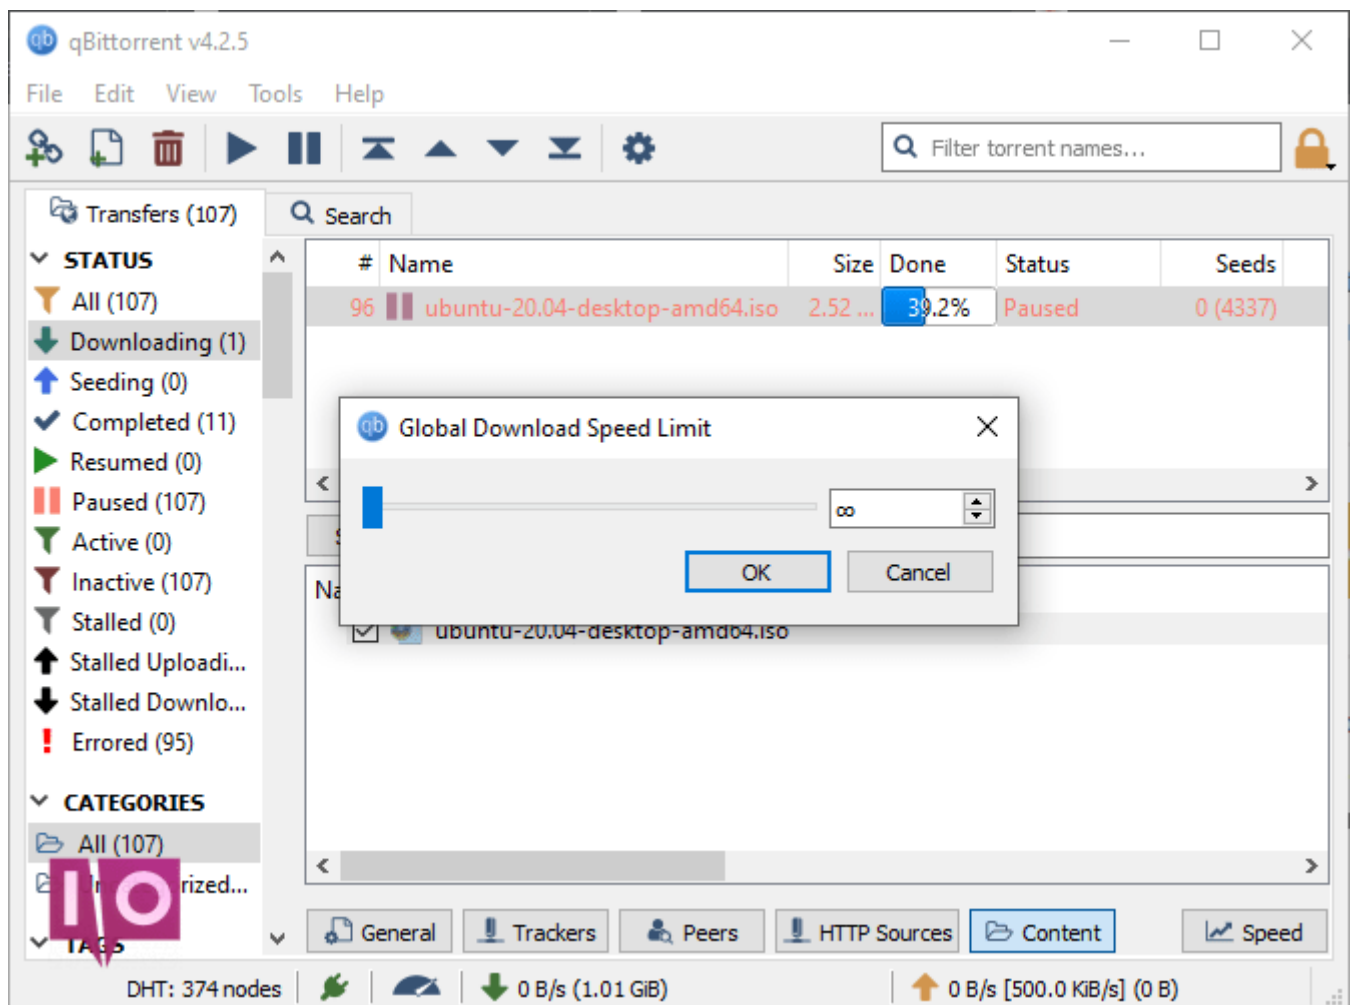 qb qBittorrent v4.2.5
File Edit View Tools Help
Filter torrent names...
Transfers (107) Search
STATUS
All (107)
Downloading (1)
Seeding (0)
Completed (11)
Resumed (0)
Paused (107)
Active (0)
Inactive (107)
Stalled (0)
Stalled Uploadi...
Stalled Downlo...
Errored (95)
CATEGORIES
All (107)
TAGS
# Name Size Done Status Seeds
96 ubuntu-20.04-desktop-amd64.iso 2.52 ... 39.2% Paused 0 (4337)
qb Global Download Speed Limit
∞
OK Cancel
ubuntu-20.04-desktop-amd64.iso
General Trackers Peers HTTP Sources Content Speed
DHT: 374 nodes 0 B/s (1.01 GiB) 0 B/s [500.0 KiB/s] (0 B)
I\O